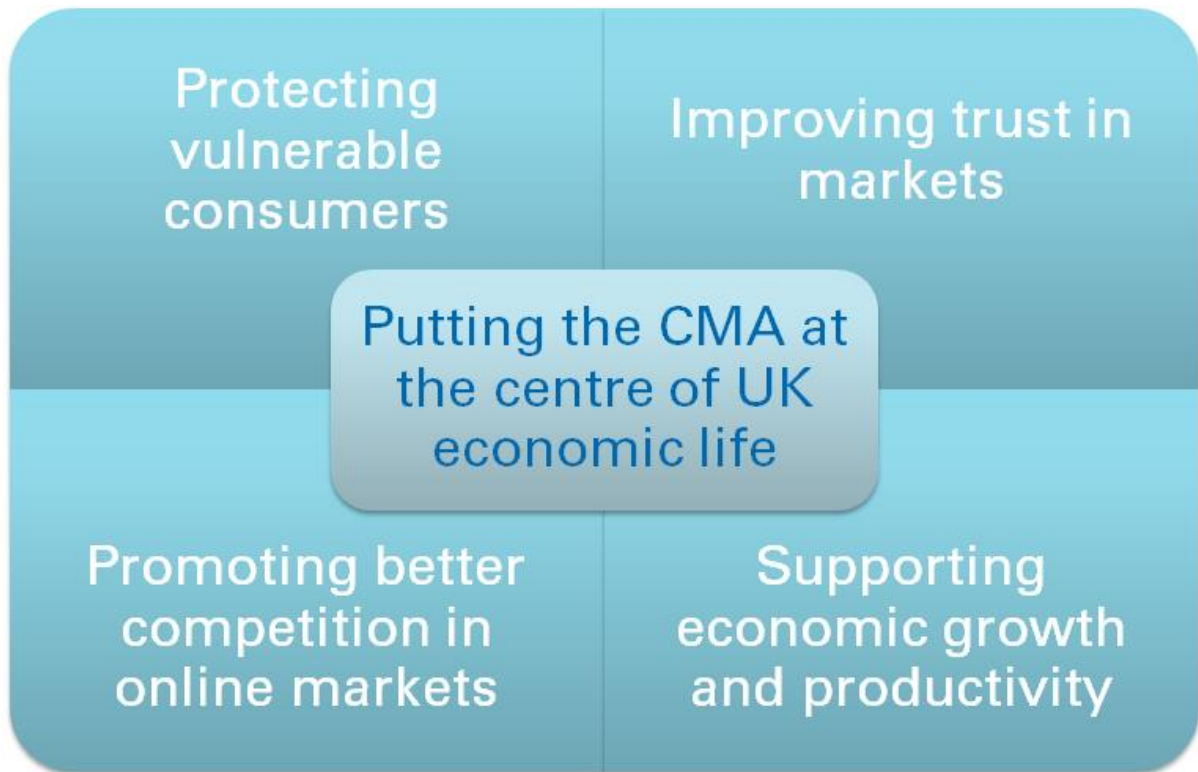 Protecting
vulnerable
consumers
Improving trust in
markets
Putting the CMA at
the centre of UK
economic life
Promoting better
competition in
online markets
Supporting
economic growth
and productivity